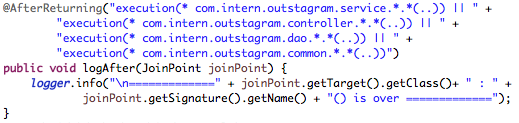 @AfterReturning("execution(* com.intern.outstagram.service.*.*(..)) || " +
"execution(* com.intern.outstagram.controller.*.*(..)) || " +
"execution(* com.intern.outstagram.dao.*.*(..)) || " +
"execution(* com.intern.outstagram.common.*.*(..))")
public void logAfter(JoinPoint joinPoint) {
logger.info("\n=============" + joinPoint.getTarget().getClass()+ " : " +
joinPoint.getSignature().getName() + "() is over =============");
}